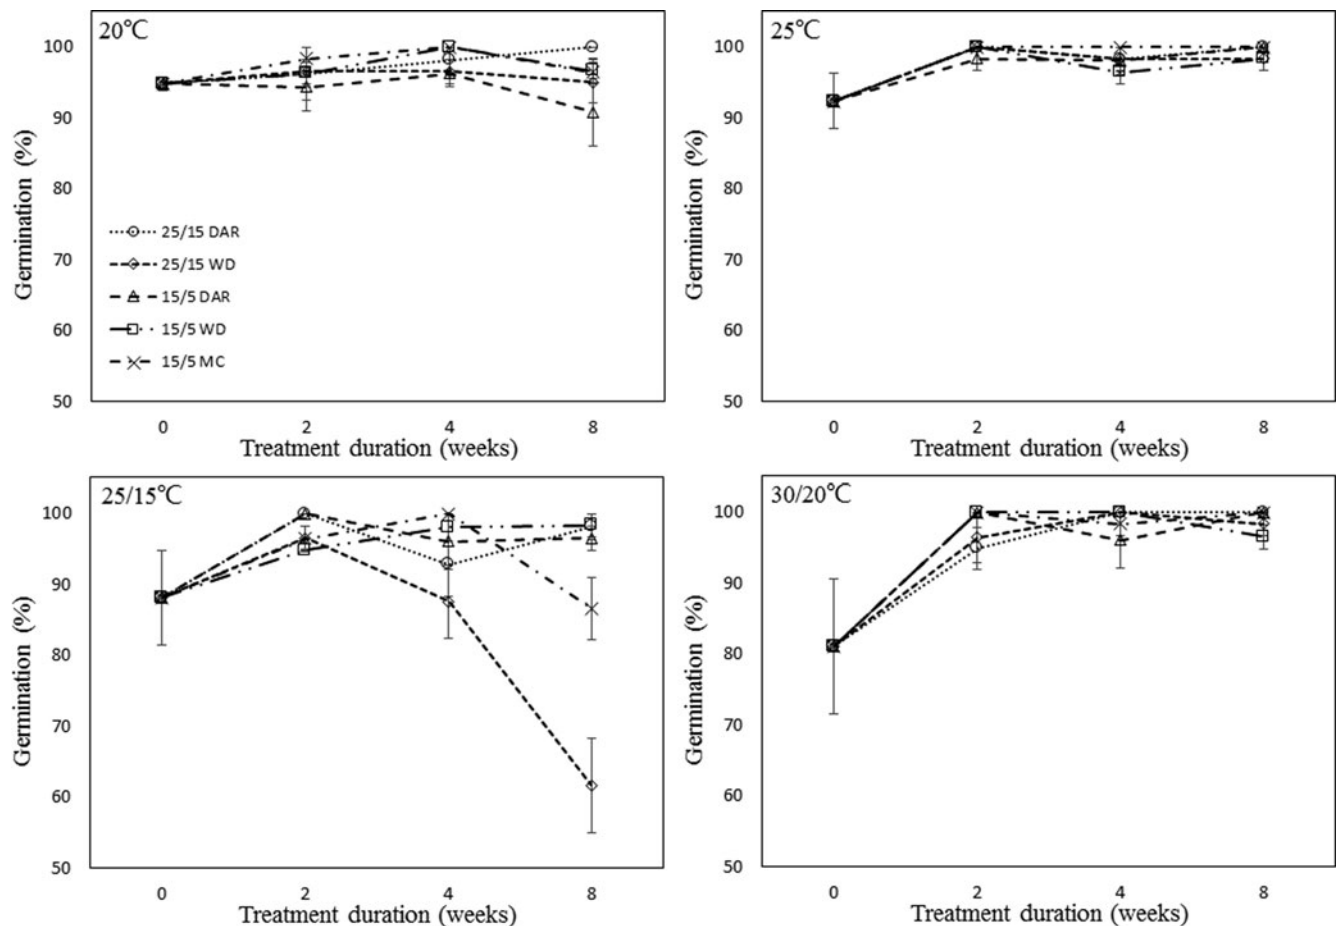 20℃
100
90
80
70
60
50
Germination (%)
25/15 DAR
25/15 WD
15/5 DAR
15/5 WD
15/5 MC
0 2 4 8
Treatment duration (weeks)
25℃
100
90
80
70
60
50
Germination (%)
0 2 4 8
Treatment duration (weeks)
25/15℃
100
90
80
70
60
50
Germination (%)
0 2 4 8
Treatment duration (weeks)
30/20℃
100
90
80
70
60
50
Germination (%)
0 2 4 8
Treatment duration (weeks)